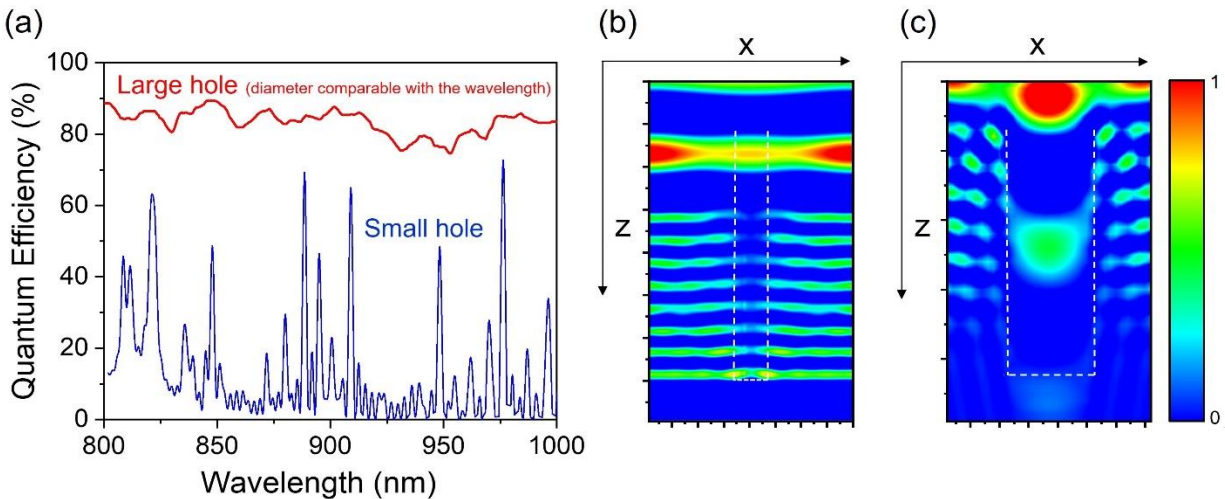 (a)
(b)
(c)
Quantum Efficiency (%)
100
80
60
40
20
0
Large hole (diameter comparable with the wavelength)
Small hole
800
850
900
950
1000
Wavelength (nm)
x
z
x
z
1
0